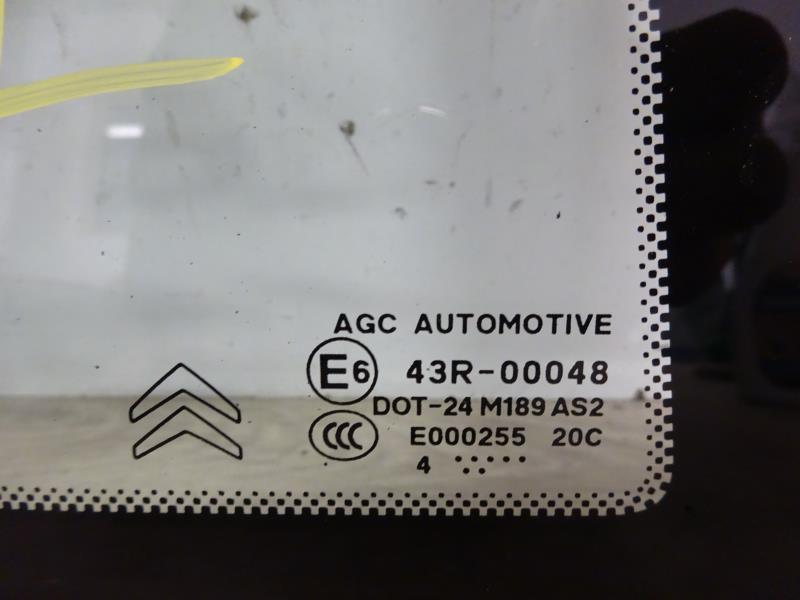 AGC AUTOMOTIVE
E6 43R-00048
DOT-24 M189 AS2
CCC E000255 20C
4